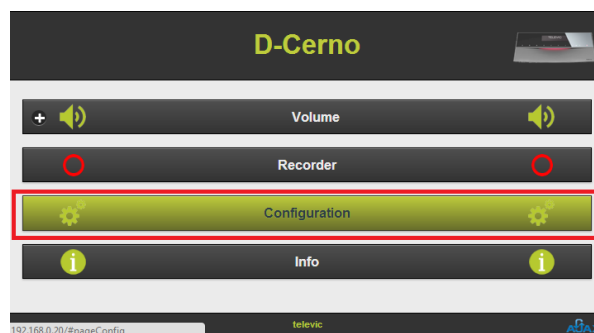 D-Cerno
Volume
Recorder
Configuration
Info
televic
192.168.0.20/#pageConfig